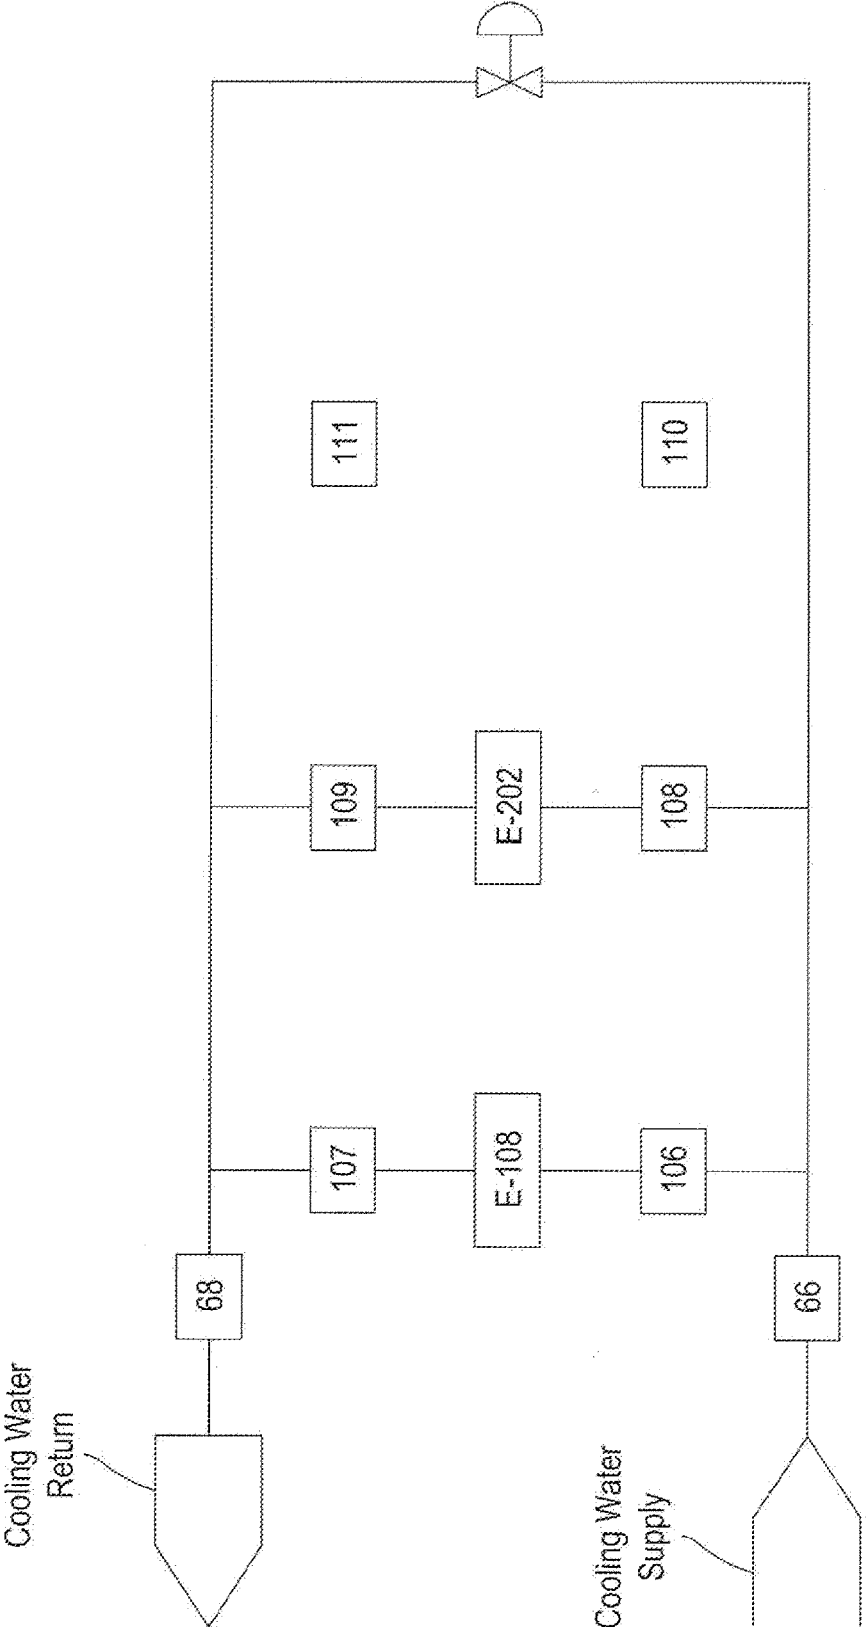 Cooling Water
Return
68
107
109
111
E-108
E-202
Cooling Water
Supply
66
106
108
110